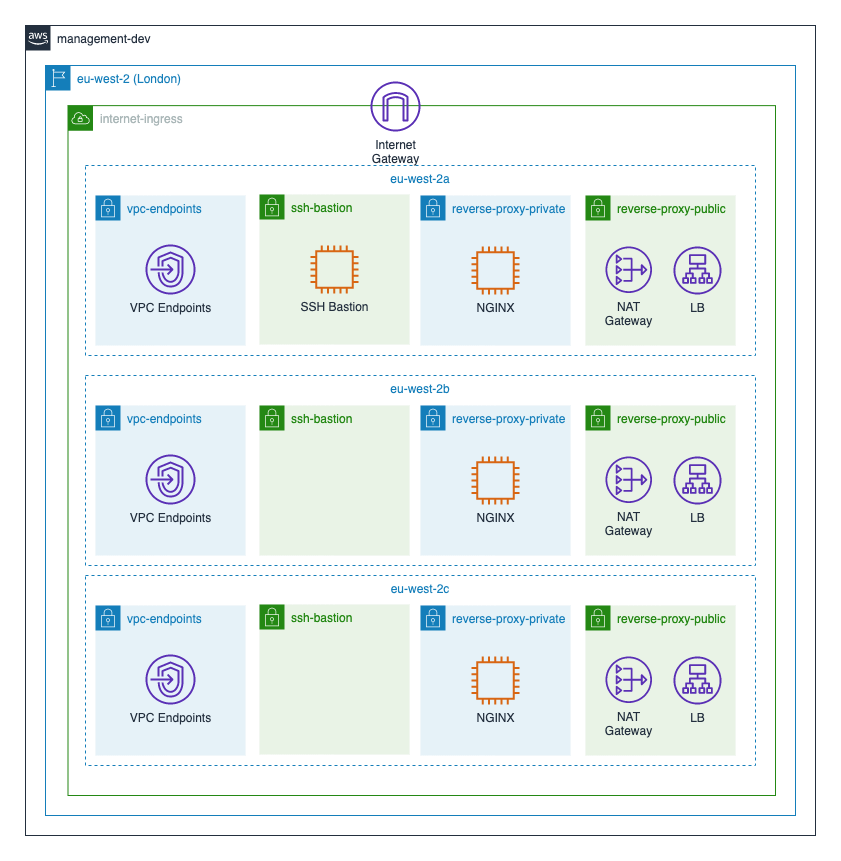 aws
management-dev
eu-west-2 (London)
internet-ingress
Internet
Gateway
eu-west-2a
vpc-endpoints
ssh-bastion
reverse-proxy-private
reverse-proxy-public
VPC Endpoints
SSH Bastion
NGINX
NAT
Gateway
LB
eu-west-2b
vpc-endpoints
ssh-bastion
reverse-proxy-private
reverse-proxy-public
VPC Endpoints
NGINX
NAT
Gateway
LB
eu-west-2c
vpc-endpoints
ssh-bastion
reverse-proxy-private
reverse-proxy-public
VPC Endpoints
NGINX
NAT
Gateway
LB